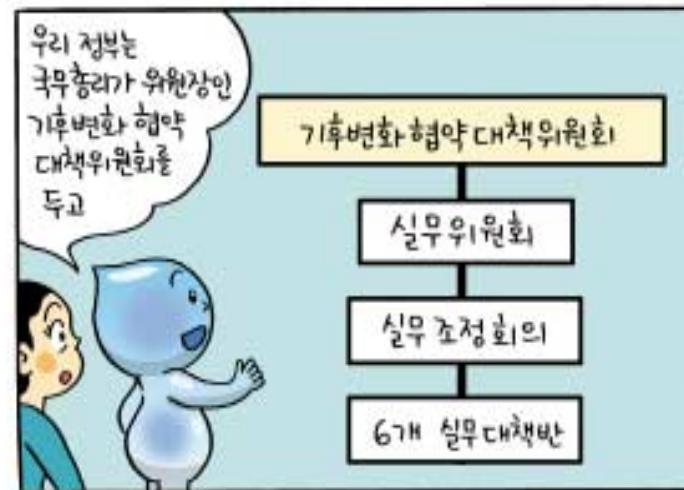 우리 정부는
국무총리가 위원장인
기후변화 협약
대책위원회를
두고
기후변화 협약 대책위원회
실무위원회
실무조정회의
6개 실무대책반